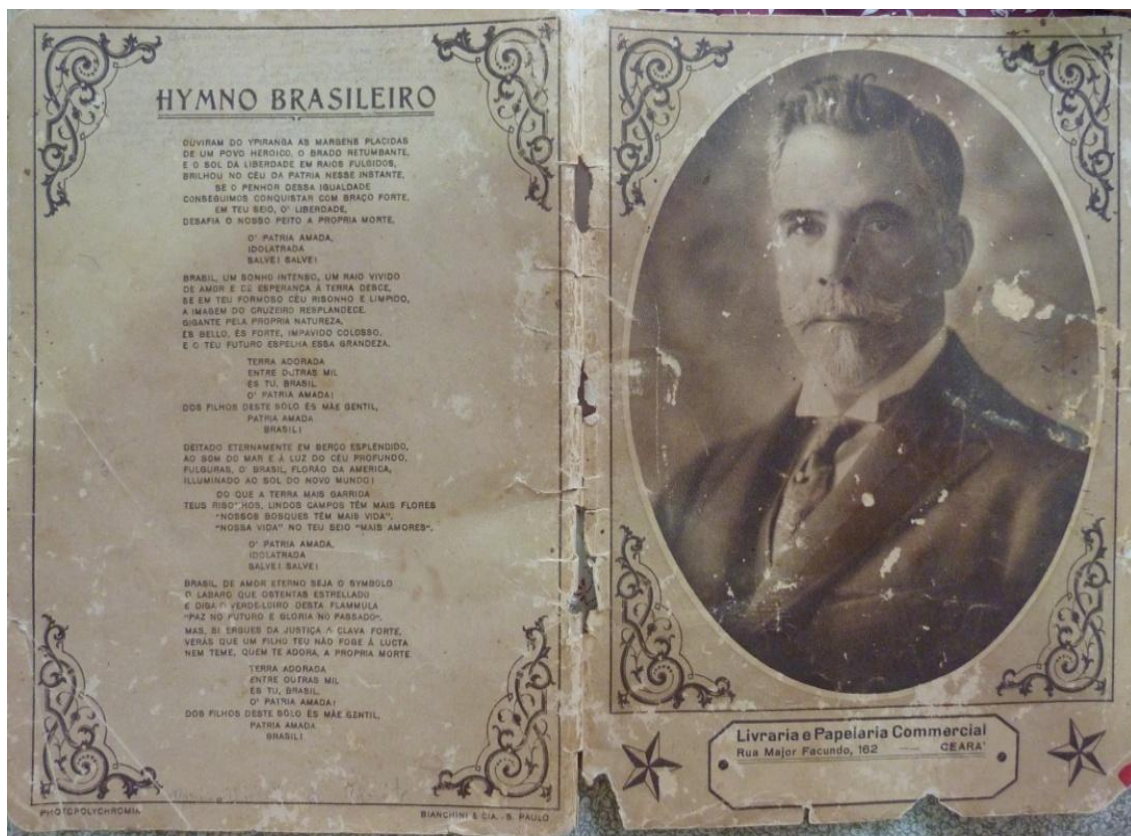 HYMNO BRASILEIRO
OUVIRAM DO YPIRANGA AS MARGENS PLACIDAS
DE UM POVO HEROICO, O BRADO RETUMBANTE,
E O SOL DA LIBERDADE EM RAIOS FULGIDOS,
BRILHOU NO CÉU DA PATRIA NESSE INSTANTE,
SE O PENHOR DESSA IGUALDADE
CONSEGUIMOS CONQUISTAR COM BRAÇO FORTE,
EM TEU SEIO, O' LIBERDADE,
DESAFIA O NOSSO PEITO A PROPRIA MORTE,
O' PATRIA AMADA,
IDOLATRADA
SALVE! SALVE!
BRASIL, UM SONHO INTENSO, UM RAIO VIVIDO
DE AMOR E DE ESPERANÇA Á TERRA DESCE,
SE EM TEU FORMOSO CÉU RISONHO E LIMPIDO,
A IMAGEM DO CRUZEIRO RESPLANDECE.
GIGANTE PELA PROPRIA NATUREZA,
ÉS BELLO, ÉS FORTE, IMPAVIDO COLOSSO,
E O TEU FUTURO ESPELHA ESSA GRANDEZA,
TERRA ADORADA
ENTRE OUTRAS MIL
ÉS TU, BRASIL
O' PATRIA AMADA!
DOS FILHOS DESTE SÓLO ÉS MÃE GENTIL,
PATRIA AMADA
BRASIL!
DEITADO ETERNAMENTE EM BERÇO ESPLENDIDO,
AO SOM DO MAR E Á LUZ DO CÉU PROFUNDO,
FULGURAS, O' BRASIL, FLORÃO DA AMERICA,
ILLUMINADO AO SOL DO NOVO MUNDO!
DO QUE A TERRA MAIS GARRIDA
TEUS LINDOS CAMPOS TÊM MAIS FLORES
"NOSSOS BOSQUES TÊM MAIS VIDA",
"NOSSA VIDA" NO TEU SEIO "MAIS AMORES".
O' PATRIA AMADA,
IDOLATRADA
SALVE! SALVE!
BRASIL, DE AMOR ETERNO SEJA O SYMBOLO
O LABARO QUE OSTENTAS ESTRELLADO
E DIGA O VERDE-LOIRO DESTA FLAMMULA
"PAZ NO FUTURO E GLORIA NO PASSADO".
MAS, SI ERGUES DA JUSTIÇA A CLAVA FORTE,
VERÁS QUE UM FILHO TEU NÃO FOGE Á LUCTA
NEM TEME, QUEM TE ADORA, A PROPRIA MORTE
TERRA ADORADA
ENTRE OUTRAS MIL
ÉS TU, BRASIL,
O' PATRIA AMADA!
DOS FILHOS DESTE SÓLO ÉS MÃE GENTIL,
PATRIA AMADA
BRASIL!
PHOTOPOLYCHROMIA
BIANCHINI & CIA. - S. PAULO
Livraria e Papelaria Commercial
Rua Major Facundo, 162 — CEARA'